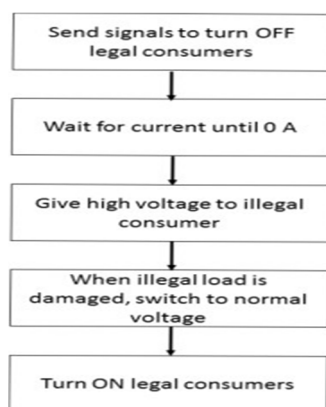 Send signals to turn OFF
legal consumers
Wait for current until 0 A
Give high voltage to illegal
consumer
When illegal load is
damaged, switch to normal
voltage
Turn ON legal consumers